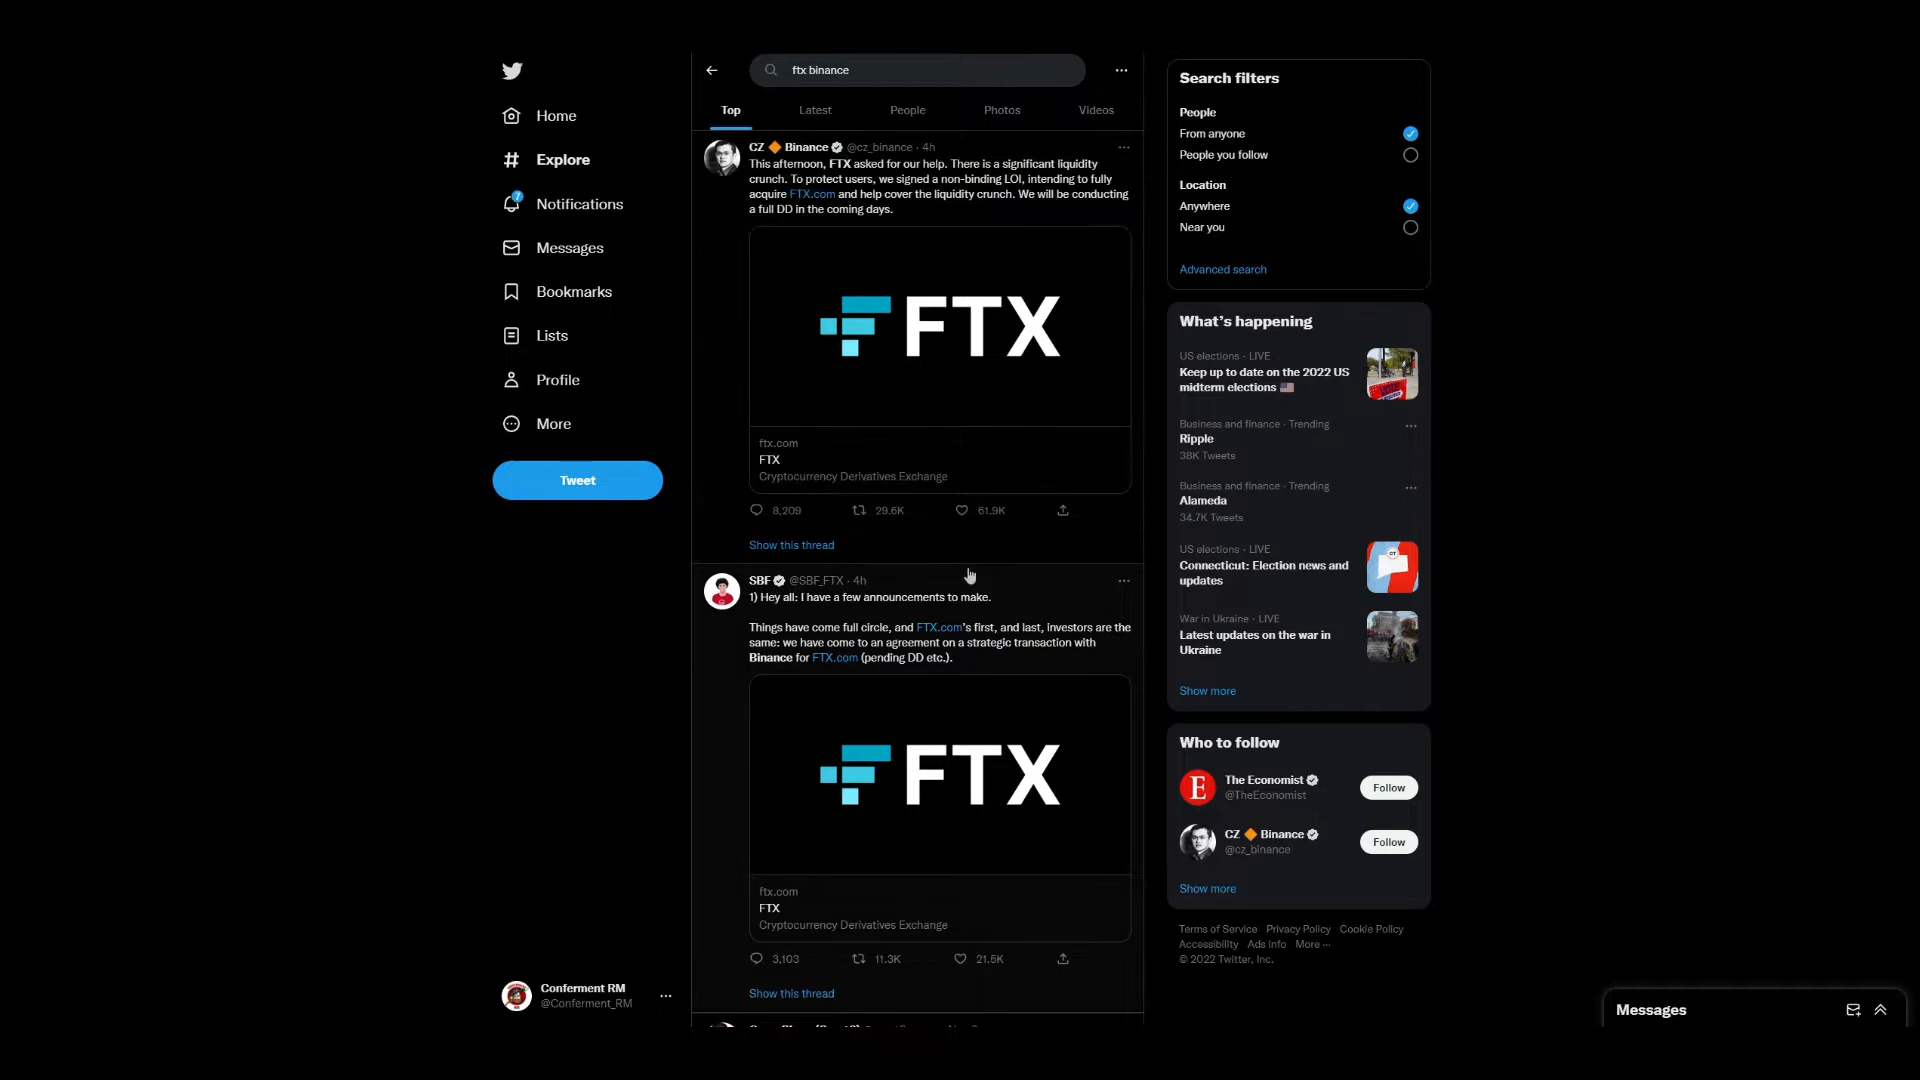 Home
Explore
7
Notifications
Messages
Bookmarks
Lists
Profile
More
Tweet
Conferment RM
@Conferment_RM
ftx binance
Top
Latest
People
Photos
Videos
CZ 🔶 Binance @cz_binance · 4h
This afternoon, FTX asked for our help. There is a significant liquidity
crunch. To protect users, we signed a non-binding LOI, intending to fully
acquire FTX.com and help cover the liquidity crunch. We will be conducting
a full DD in the coming days.
FTX
ftx.com
FTX
Cryptocurrency Derivatives Exchange
8,209 29.6K 61.9K
Show this thread
SBF @SBF_FTX · 4h
1) Hey all: I have a few announcements to make.
Things have come full circle, and FTX.com's first, and last, investors are the
same: we have come to an agreement on a strategic transaction with
Binance for FTX.com (pending DD etc.).
FTX
ftx.com
FTX
Cryptocurrency Derivatives Exchange
3,103 11.3K 21.5K
Show this thread
Search filters
People
From anyone
People you follow
Location
Anywhere
Near you
Advanced search
What's happening
US elections · LIVE
Keep up to date on the 2022 US
midterm elections 🇺🇸
Business and finance · Trending
Ripple
38K Tweets
Business and finance · Trending
Alameda
34.7K Tweets
US elections · LIVE
Connecticut: Election news and
updates
CT
War in Ukraine · LIVE
Latest updates on the war in
Ukraine
Show more
Who to follow
E
The Economist
@TheEconomist
Follow
CZ 🔶 Binance
@cz_binance
Follow
Show more
Terms of Service Privacy Policy Cookie Policy
Accessibility Ads info More ···
© 2022 Twitter, Inc.
Messages